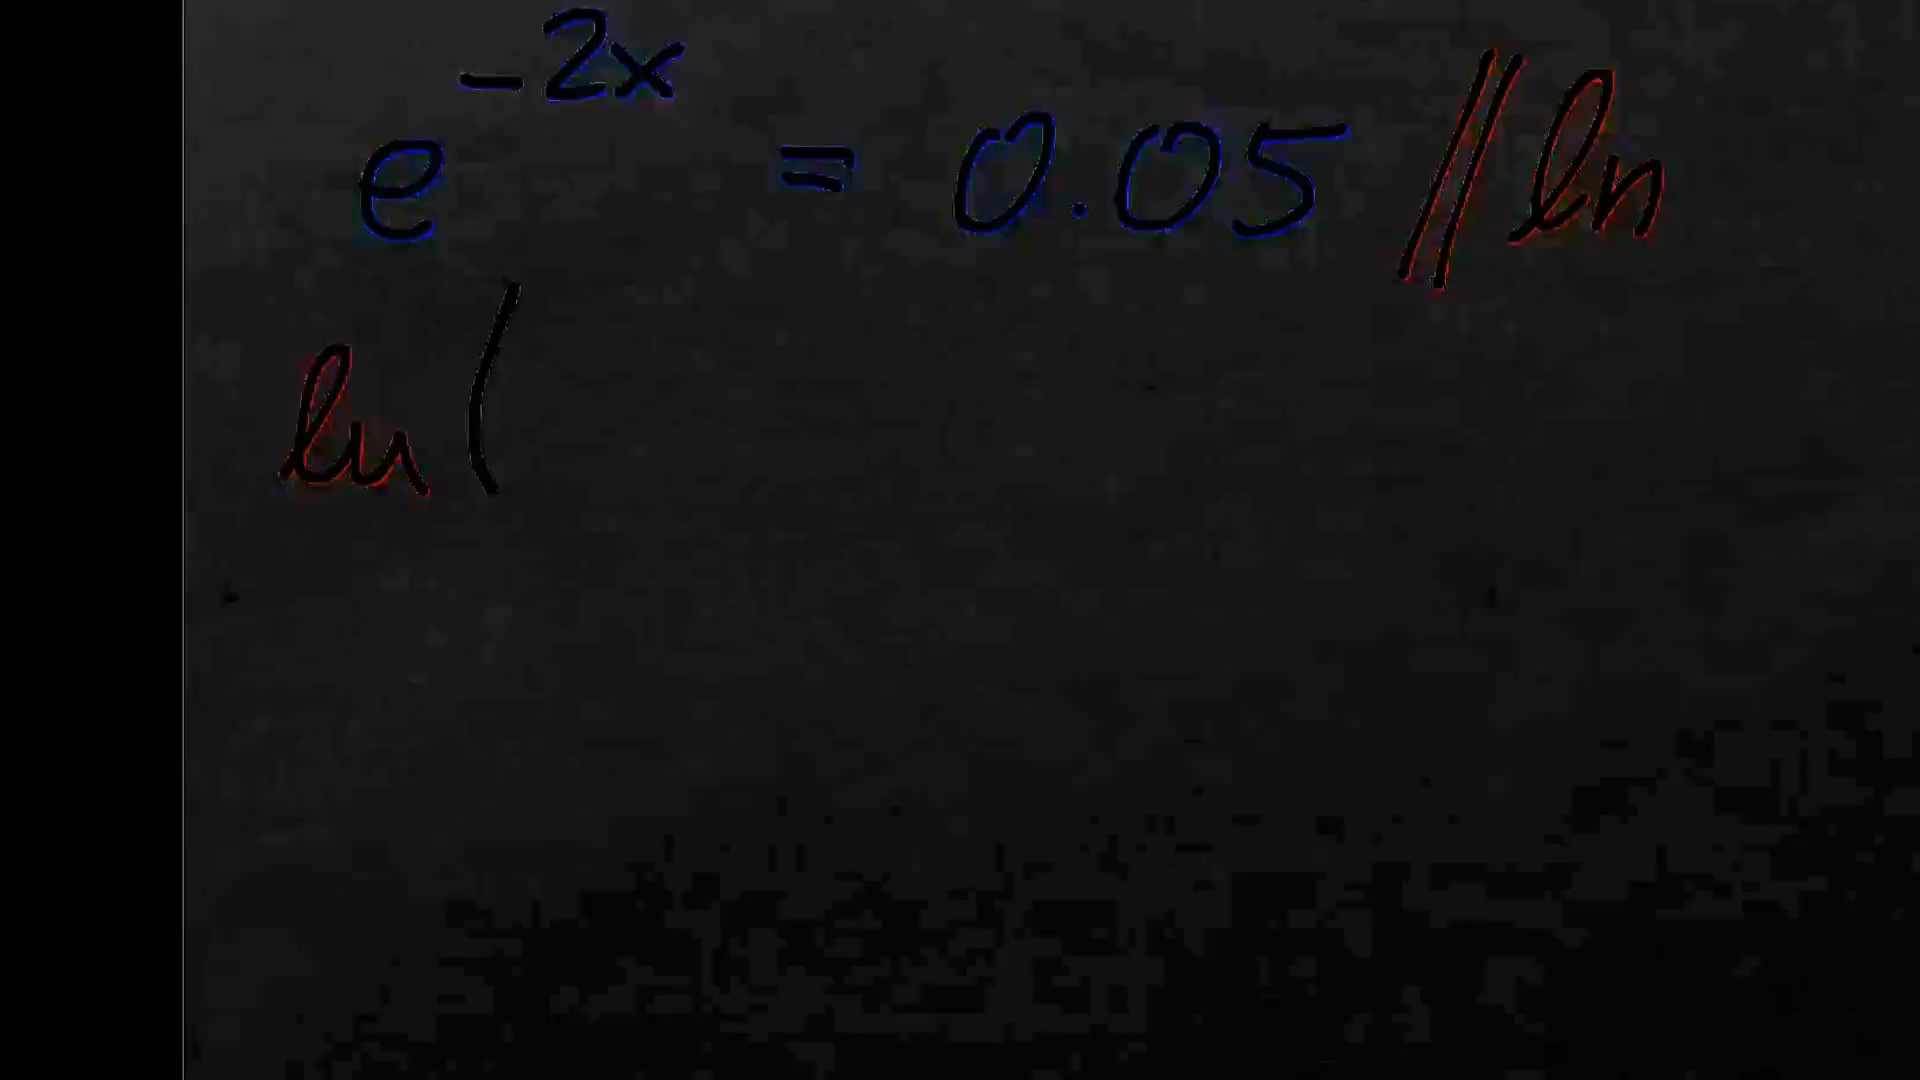 e^{-2x} = 0.05 // ln
ln (